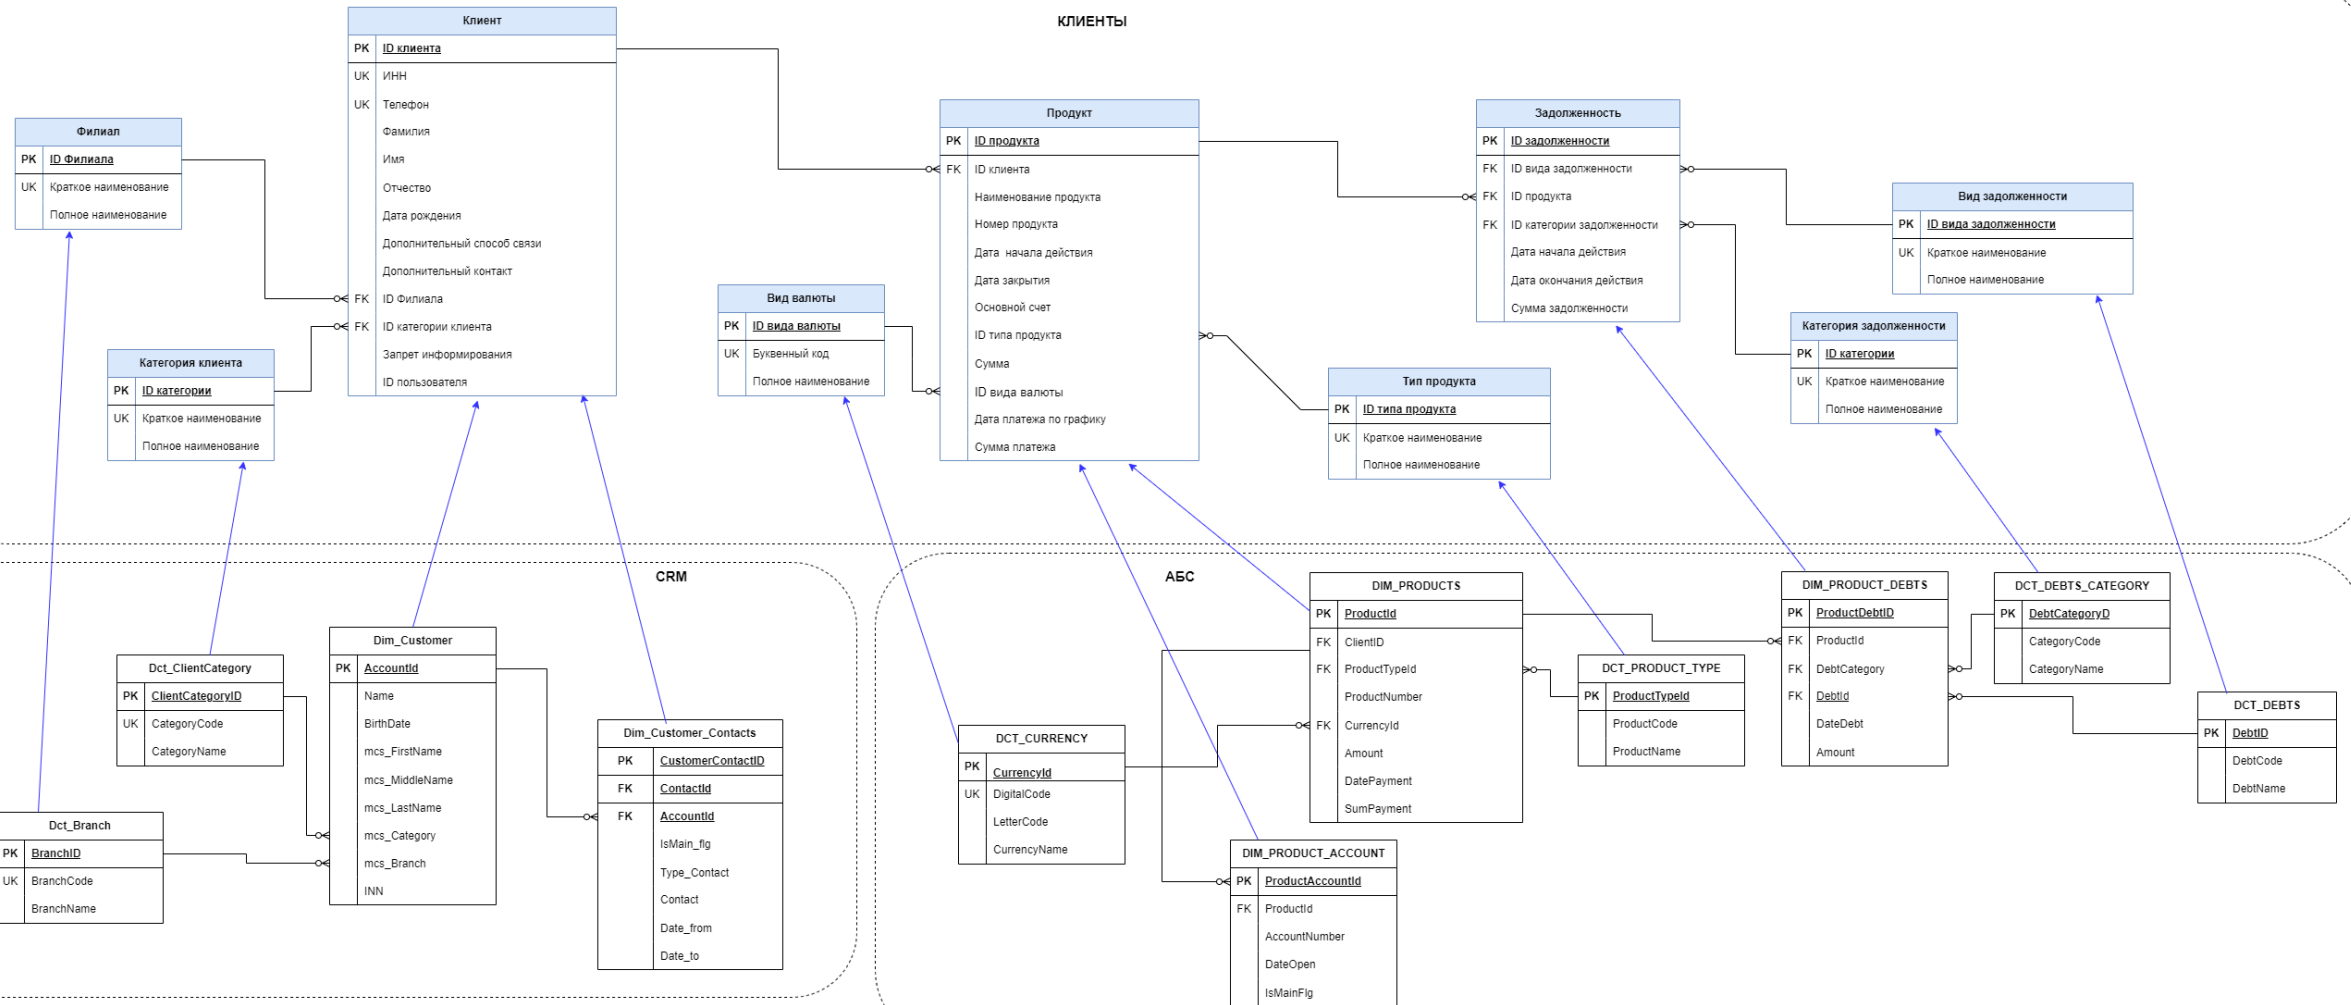 КЛИЕНТЫ
Клиент
PK ID клиента
UK ИНН
UK Телефон
Фамилия
Имя
Отчество
Дата рождения
Дополнительный способ связи
Дополнительный контакт
FK ID Филиала
FK ID категории клиента
Запрет информирования
ID пользователя
Филиал
PK ID Филиала
UK Краткое наименование
Полное наименование
Категория клиента
PK ID категории
UK Краткое наименование
Полное наименование
Вид валюты
PK ID вида валюты
UK Буквенный код
Полное наименование
Продукт
PK ID продукта
FK ID клиента
Наименование продукта
Номер продукта
Дата начала действия
Дата закрытия
Основной счет
ID типа продукта
Сумма
ID вида валюты
Дата платежа по графику
Сумма платежа
Тип продукта
PK ID типа продукта
UK Краткое наименование
Полное наименование
Задолженность
PK ID задолженности
FK ID вида задолженности
FK ID продукта
FK ID категории задолженности
Дата начала действия
Дата окончания действия
Сумма задолженности
Вид задолженности
PK ID вида задолженности
UK Краткое наименование
Полное наименование
Категория задолженности
PK ID категории
UK Краткое наименование
Полное наименование
CRM
Dct_Branch
PK BranchID
UK BranchCode
BranchName
Dct_ClientCategory
PK ClientCategoryID
UK CategoryCode
CategoryName
Dim_Customer
PK AccountId
Name
BirthDate
mcs_FirstName
mcs_MiddleName
mcs_LastName
mcs_Category
mcs_Branch
INN
Dim_Customer_Contacts
PK CustomerContactID
FK ContactId
FK AccountId
IsMain_flg
Type_Contact
Contact
Date_from
Date_to
АБС
DCT_CURRENCY
PK CurrencyId
UK DigitalCode
LetterCode
CurrencyName
DIM_PRODUCTS
PK ProductId
FK ClientID
FK ProductTypeId
ProductNumber
FK CurrencyId
Amount
DatePayment
SumPayment
DIM_PRODUCT_ACCOUNT
PK ProductAccountId
FK ProductId
AccountNumber
DateOpen
IsMainFlg
DCT_PRODUCT_TYPE
PK ProductTypeId
ProductCode
ProductName
DIM_PRODUCT_DEBTS
PK ProductDebtID
FK ProductId
FK DebtCategory
FK DebtId
DateDebt
Amount
DCT_DEBTS_CATEGORY
PK DebtCategoryD
CategoryCode
CategoryName
DCT_DEBTS
PK DebtID
DebtCode
DebtName